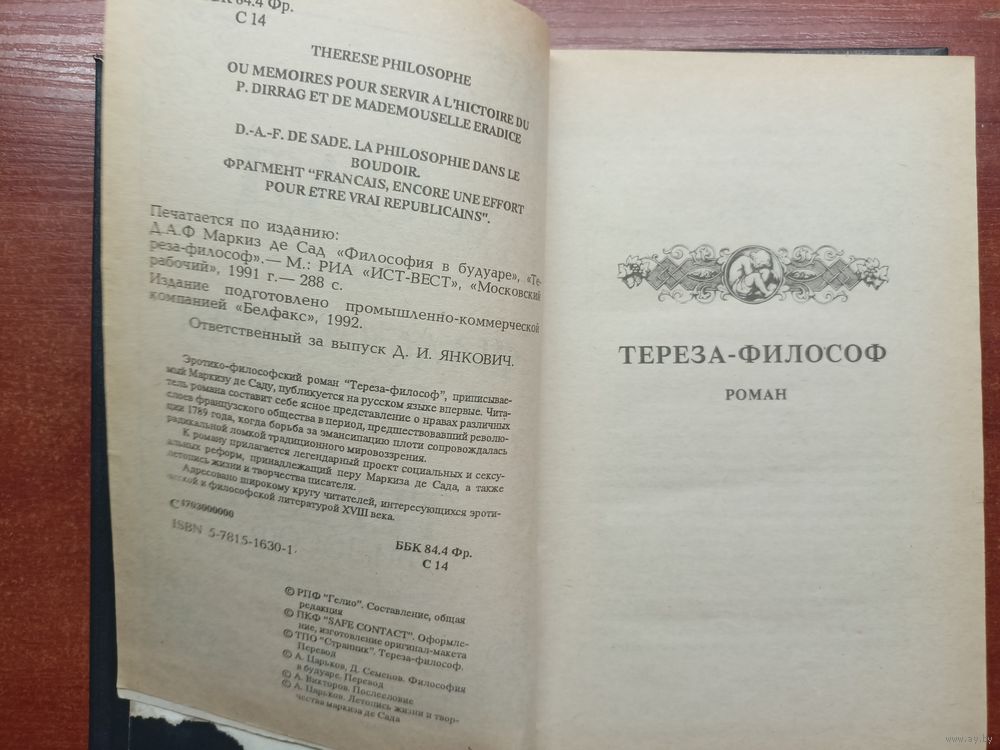 ББК 84.4 Фр.
С 14
THERESE PHILOSOPHE
OU MEMOIRES POUR SERVIR A L'HICTOIRE DU
P. DIRRAG ET DE MADEMOUSELLE ERADICE
D.-A.-F. DE SADE. LA PHILOSOPHIE DANS LE
BOUDOIR.
ФРАГМЕНТ "FRANCAIS, ENCORE UNE EFFORT
POUR ETRE VRAI REPUBLICAINS".
Печатается по изданию:
Д.А.Ф Маркиз де Сад «Философия в будуаре», «Те-
реза-философ».— М.: РИА «ИСТ-ВЕСТ», «Московский
рабочий», 1991 г.— 288 с.
Издание подготовлено промышленно-коммерческой
компанией «Белфакс», 1992.
Ответственный за выпуск Д. И. ЯНКОВИЧ.
Эротико-философский роман "Тереза-философ", приписывае-
мый Маркизу де Саду, публикуется на русском языке впервые. Чита-
тель романа составит себе ясное представление о нравах различных
слоев французского общества в период, предшествовавший револю-
ции 1789 года, когда борьба за эмансипацию плоти сопровождалась
радикальной ломкой традиционного мировоззрения.
К роману прилагается легендарный проект социальных и сексу-
альных реформ, принадлежащий перу Маркиза де Сада, а также
летопись жизни и творчества писателя.
Адресовано широкому кругу читателей, интересующихся эроти-
ческой и философской литературой XVIII века.
С 4703000000
ISBN 5-7815-1630-1.
ББК 84.4 Фр.
С 14
© РПФ "Гелио". Составление, общая
редакция
© ПКФ "SAFE CONTACT". Оформле-
ние, изготовление оригинал-макета
© ТПО "Странник". Тереза-философ.
Перевод
© А. Царьков, Д. Семенов. Философия
в будуаре. Перевод
© А. Викторов. Послесловие
© А. Царьков. Летопись жизни и твор-
чества маркиза де Сада
ТЕРЕЗА-ФИЛОСОФ
РОМАН
www.ay.by